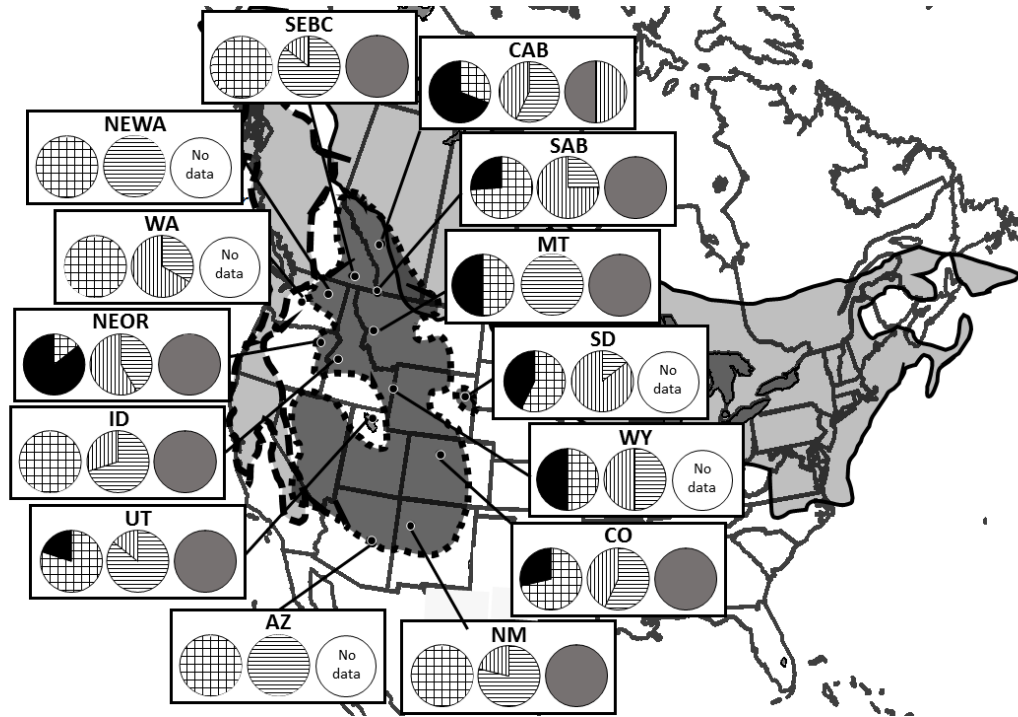 SEBC
CAB
NEWA
No
data
SAB
WA
No
data
MT
NEOR
SD
No
data
ID
WY
No
data
UT
CO
AZ
No
data
NM